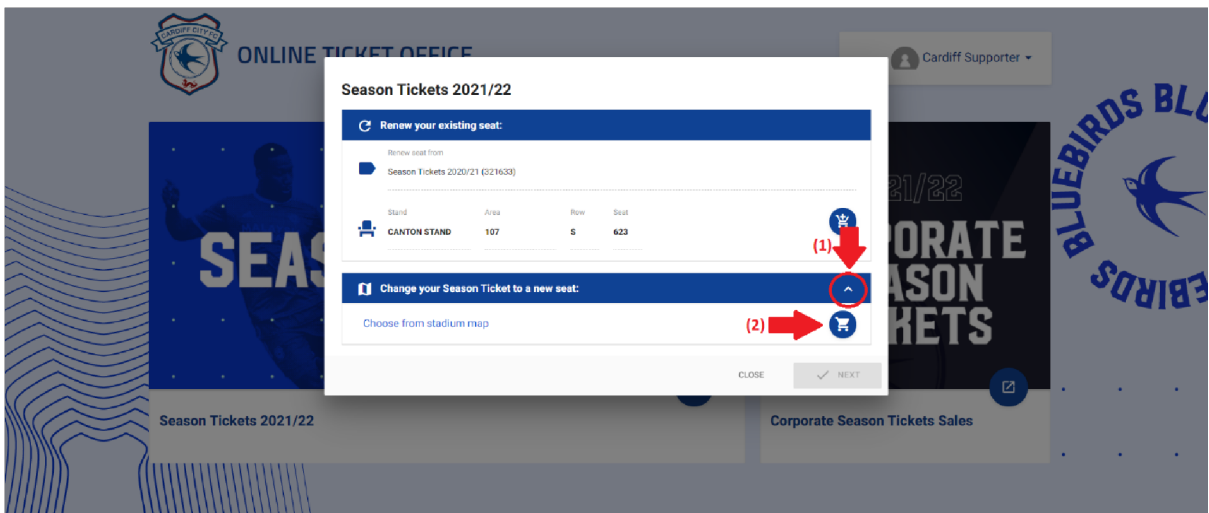 CARDIFF CITY FC
ONLINE TICKET OFFICE
Cardiff Supporter
Season Tickets 2021/22
Renew your existing seat:
Renew seat from
Season Tickets 2020/21 (321633)
Stand Area Row Seat
CANTON STAND 107 S 623
(1)
Change your Season Ticket to a new seat:
Choose from stadium map
(2)
CLOSE NEXT
SEAS
21/22
ORATE
ASON
KETS
Season Tickets 2021/22
Corporate Season Tickets Sales
BLUEBIRDS BLU
EBIRDS